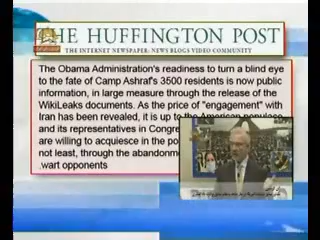 THE HUFFINGTON POST
THE INTERNET NEWSPAPER: NEWS BLOGS VIDEO COMMUNITY
The Obama Administration's readiness to turn a blind eye
to the fate of Camp Ashraf's 3500 residents is now public
information, in large measure through the release of the
WikiLeaks documents. As the price of "engagement" with
Iran has been revealed, it is up to the American populace
and its representatives in Congre
are willing to acquiesce in the po
not least, through the abandonm
.wart opponents